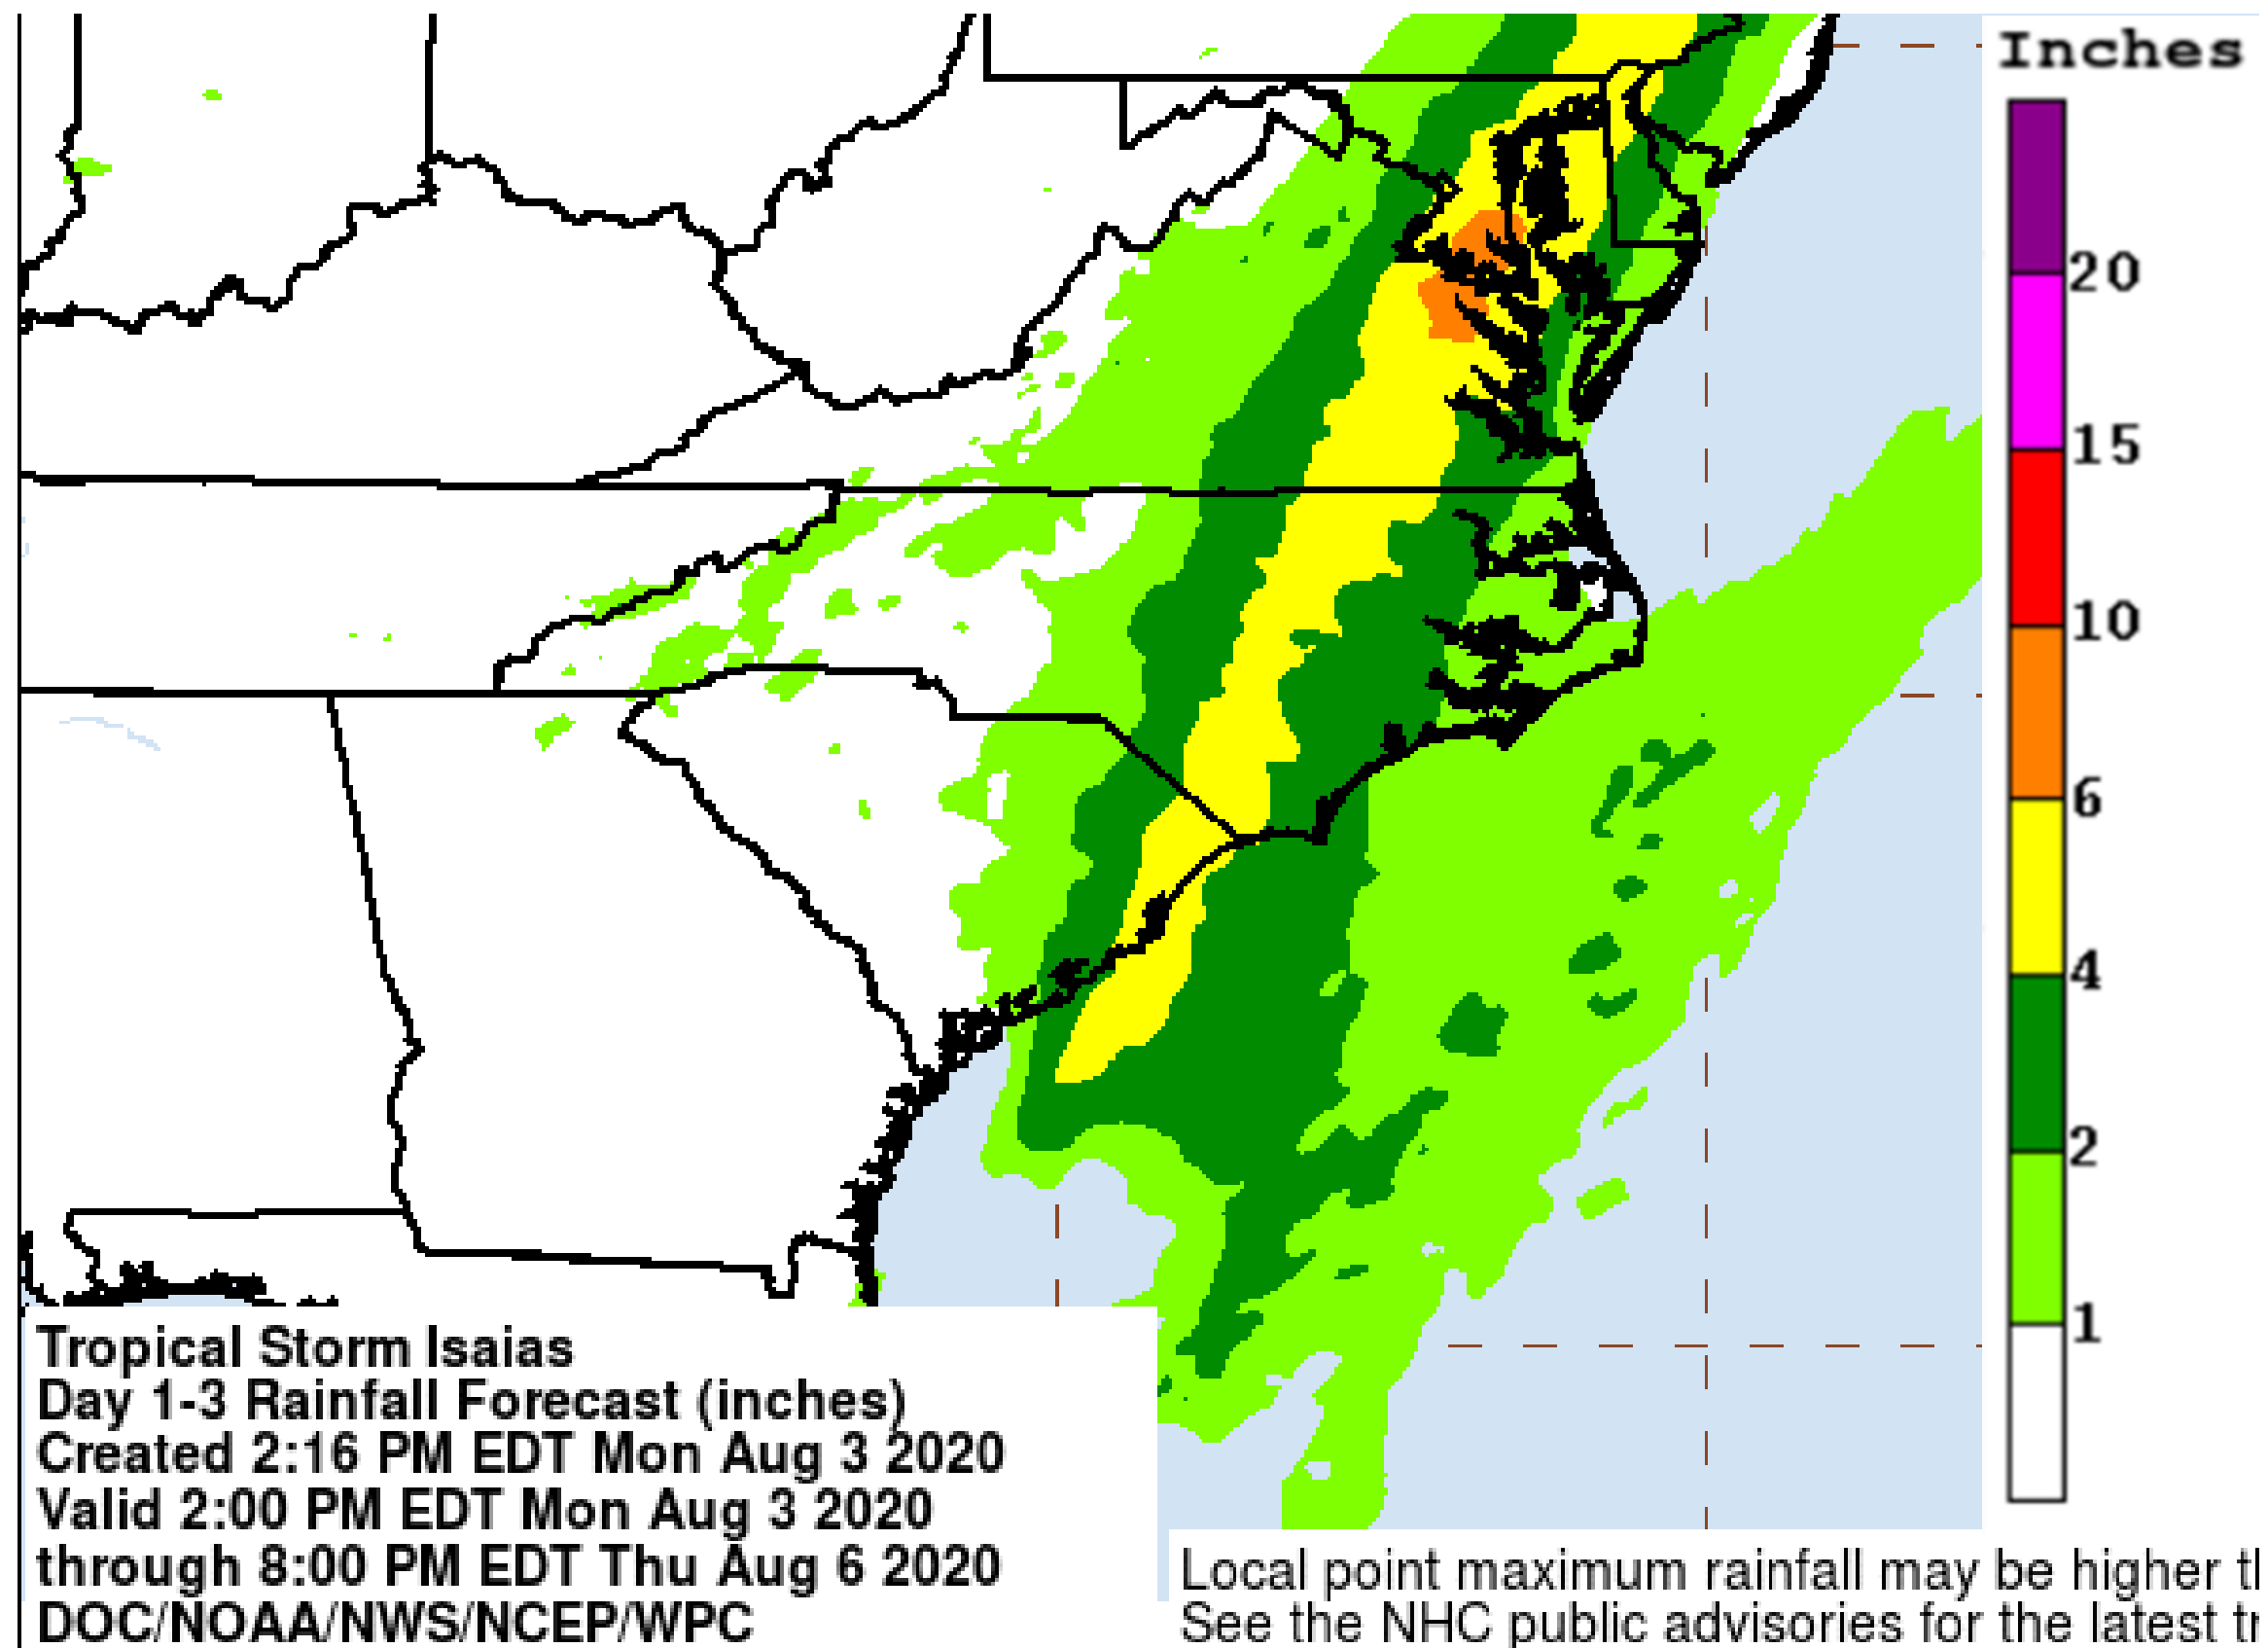 Inches
20
15
10
6
4
2
1
Tropical Storm Isaias
Day 1-3 Rainfall Forecast (inches)
Created 2:16 PM EDT Mon Aug 3 2020
Valid 2:00 PM EDT Mon Aug 3 2020
through 8:00 PM EDT Thu Aug 6 2020
DOC/NOAA/NWS/NCEP/WPC
Local point maximum rainfall may be higher
See the NHC public advisories for the latest